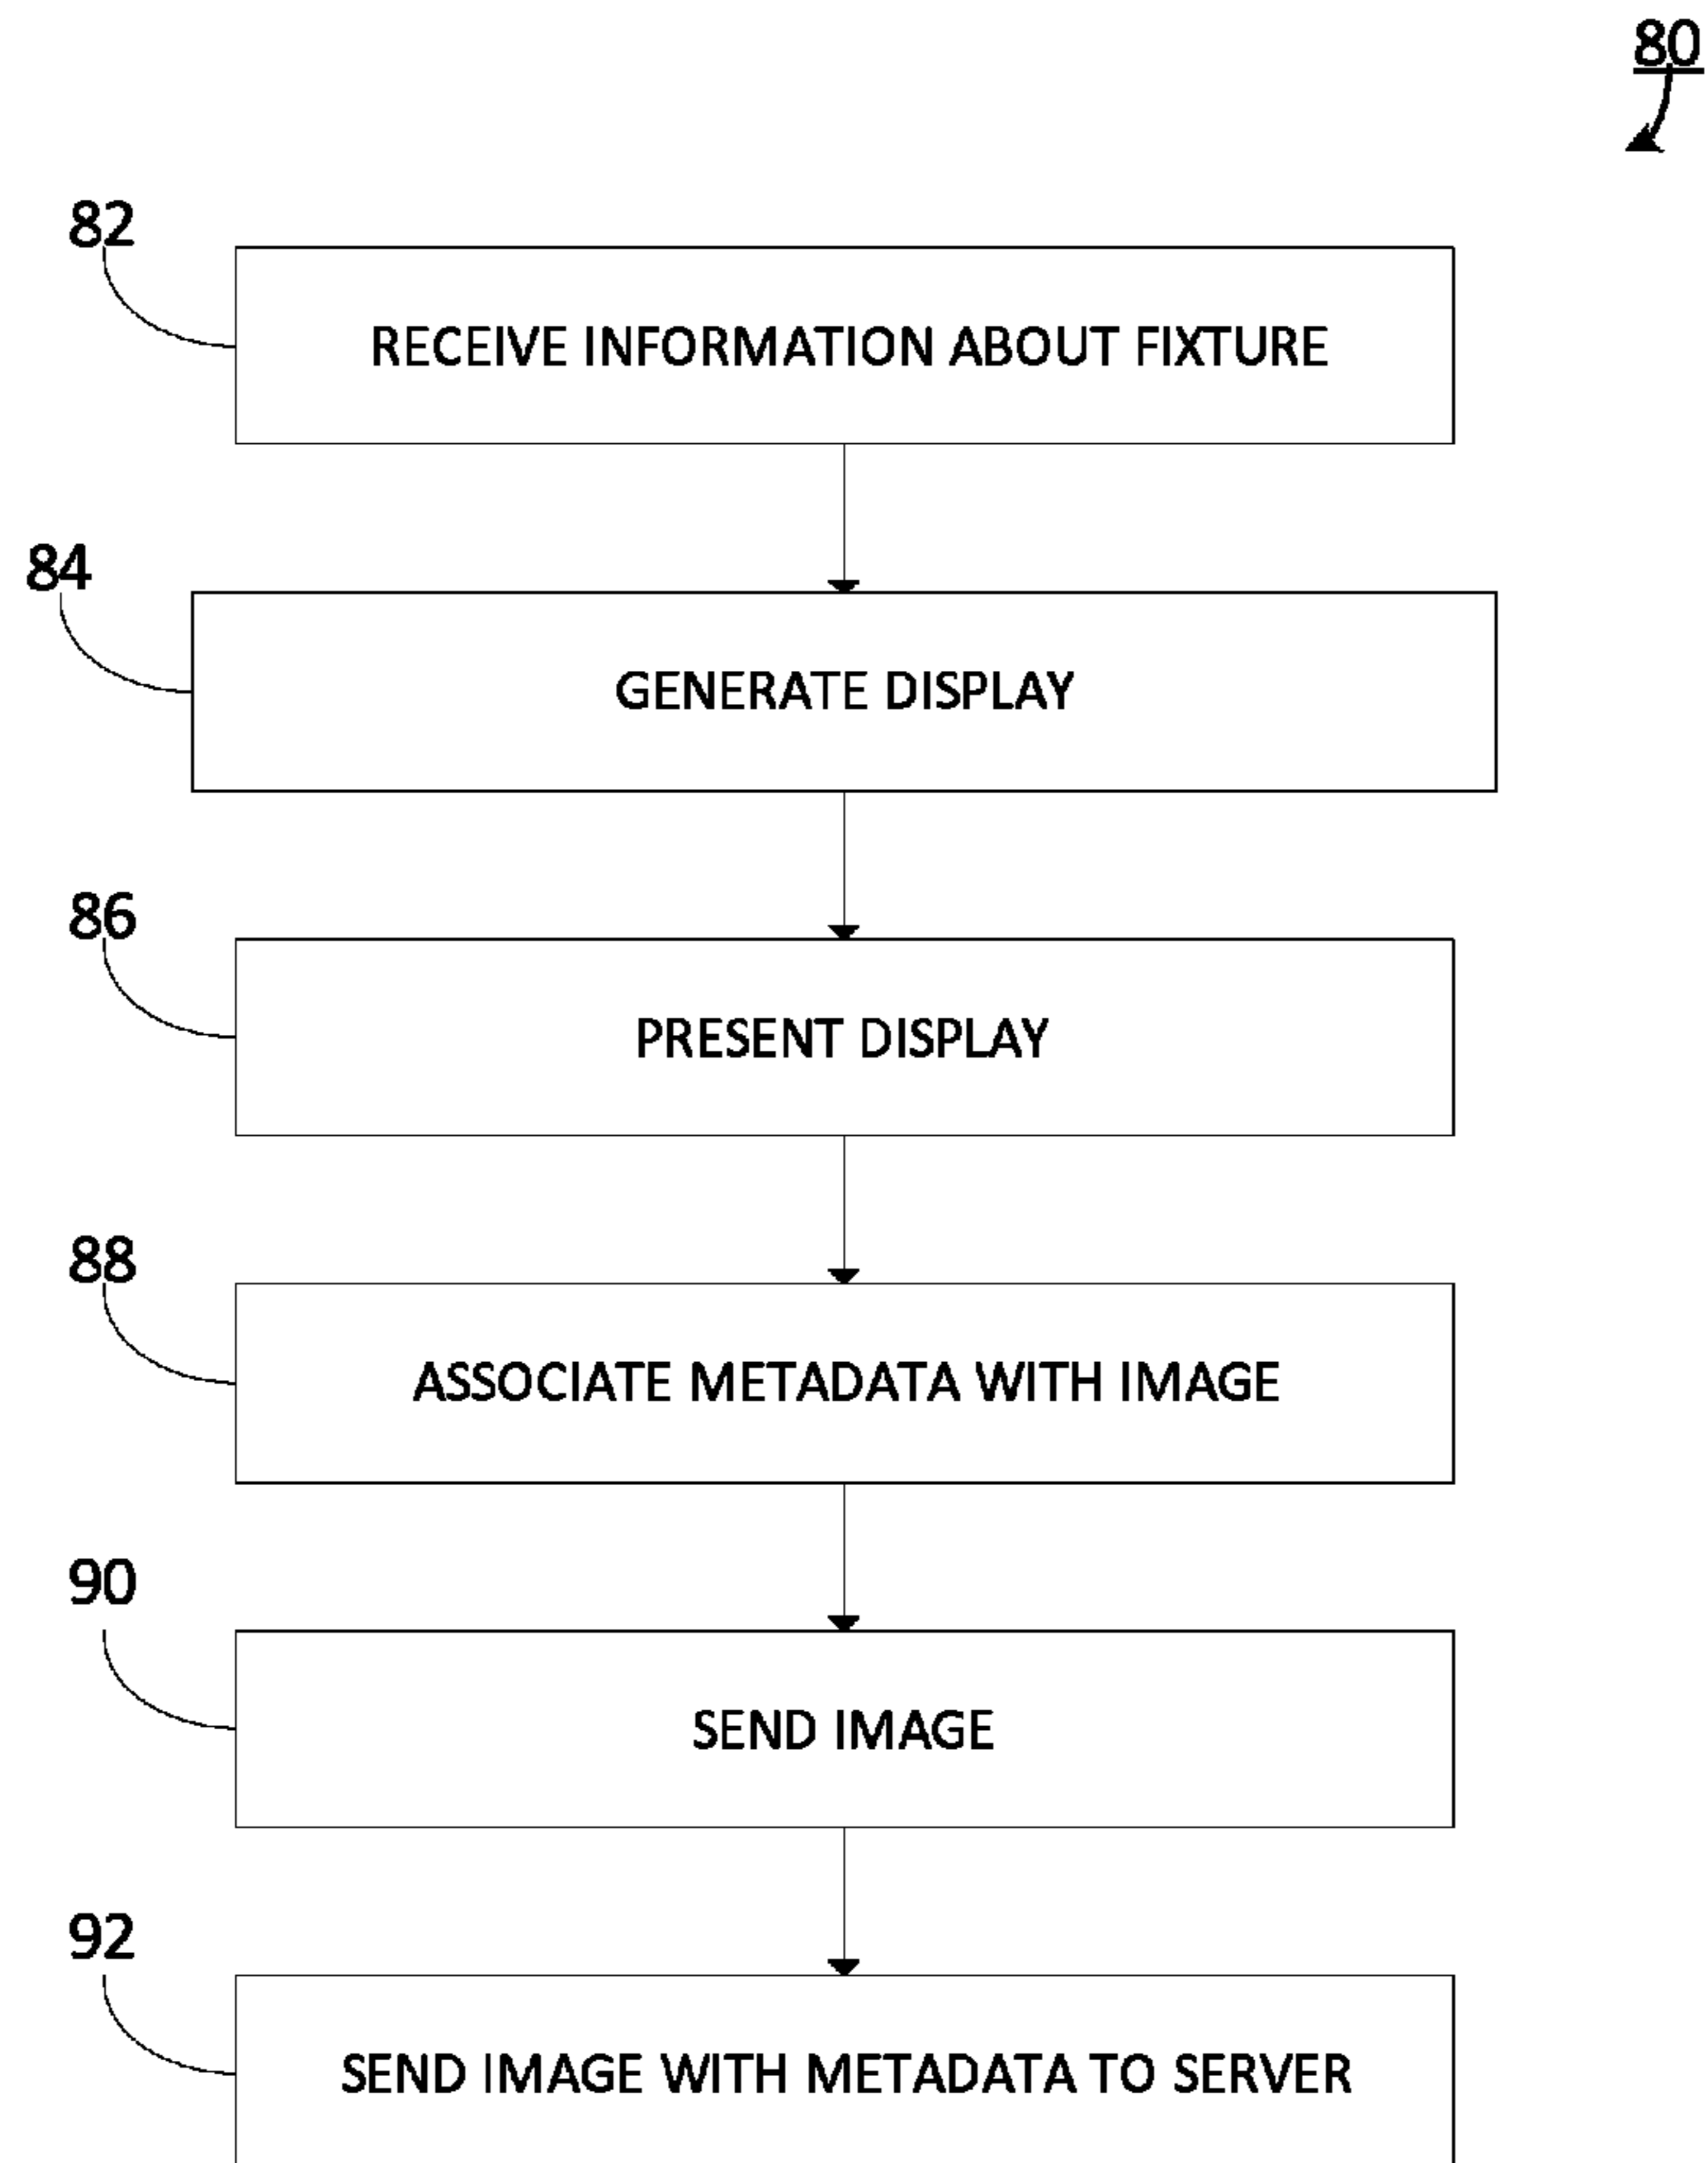 80
82
RECEIVE INFORMATION ABOUT FIXTURE
84
GENERATE DISPLAY
86
PRESENT DISPLAY
88
ASSOCIATE METADATA WITH IMAGE
90
SEND IMAGE
92
SEND IMAGE WITH METADATA TO SERVER